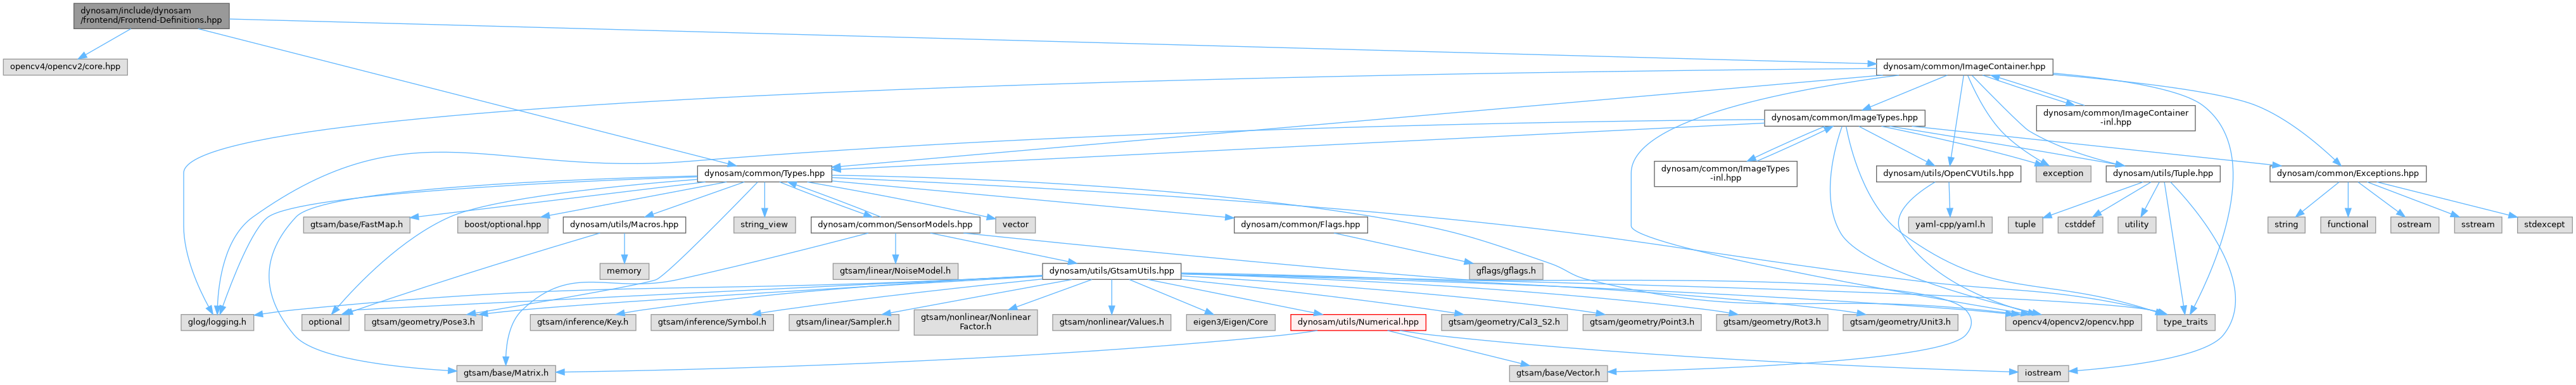 dynosam/include/dynosam
/frontend/Frontend-Definitions.hpp
opencv4/opencv2/core.hpp
dynosam/common/ImageContainer.hpp
dynosam/common/ImageTypes.hpp
dynosam/common/ImageContainer
-inl.hpp
dynosam/common/Types.hpp
dynosam/common/ImageTypes
-inl.hpp
dynosam/utils/OpenCVUtils.hpp
exception
dynosam/utils/Tuple.hpp
dynosam/common/Exceptions.hpp
gtsam/base/FastMap.h
boost/optional.hpp
dynosam/utils/Macros.hpp
string_view
dynosam/common/SensorModels.hpp
vector
dynosam/common/Flags.hpp
yaml-cpp/yaml.h
tuple
cstddef
utility
string
functional
ostream
sstream
stdexcept
memory
gtsam/linear/NoiseModel.h
dynosam/utils/GtsamUtils.hpp
gflags/gflags.h
glog/logging.h
optional
gtsam/geometry/Pose3.h
gtsam/inference/Key.h
gtsam/inference/Symbol.h
gtsam/linear/Sampler.h
gtsam/nonlinear/Nonlinear
Factor.h
gtsam/nonlinear/Values.h
eigen3/Eigen/Core
dynosam/utils/Numerical.hpp
gtsam/geometry/Cal3_S2.h
gtsam/geometry/Point3.h
gtsam/geometry/Rot3.h
gtsam/geometry/Unit3.h
opencv4/opencv2/opencv.hpp
type_traits
gtsam/base/Matrix.h
gtsam/base/Vector.h
iostream